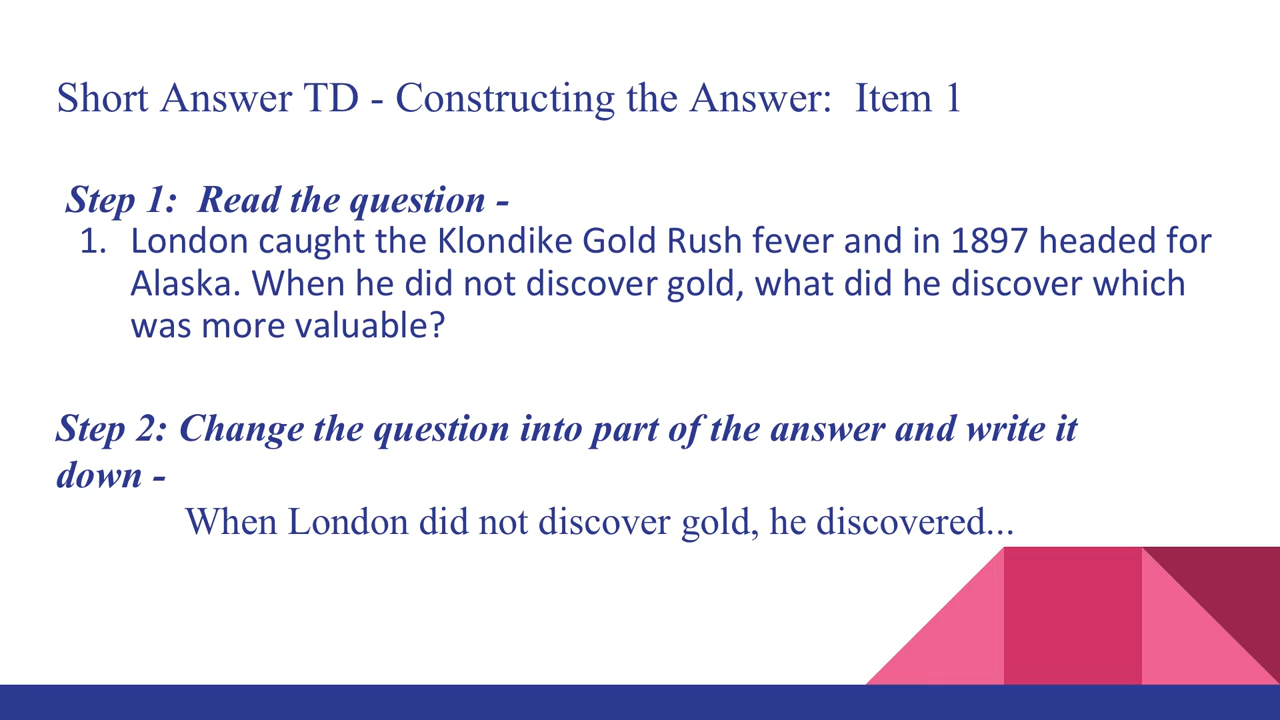 Short Answer TD - Constructing the Answer:  Item 1
Step 1:  Read the question -
1. London caught the Klondike Gold Rush fever and in 1897 headed for
Alaska. When he did not discover gold, what did he discover which
was more valuable?
Step 2: Change the question into part of the answer and write it
down -
When London did not discover gold, he discovered...